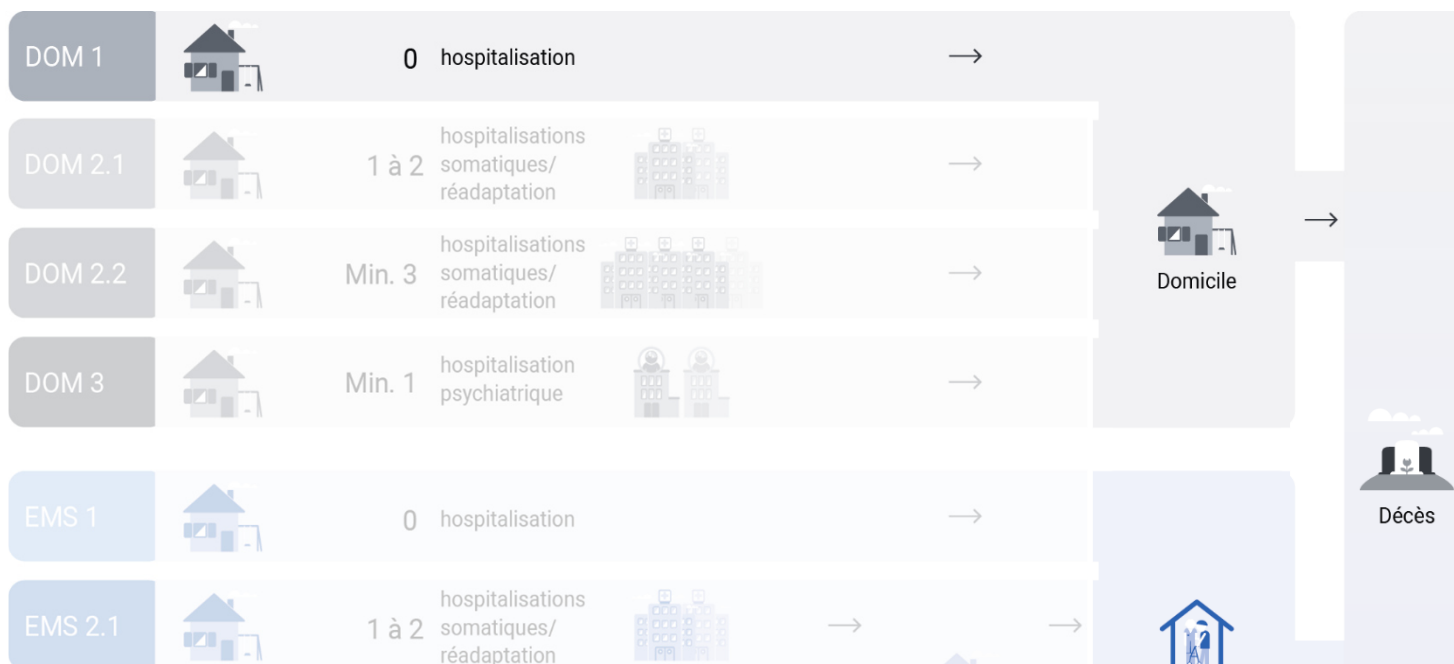 DOM 1
0 hospitalisation
DOM 2.1
1 à 2
hospitalisations
somatiques/
réadaptation
DOM 2.2
Min. 3
hospitalisations
somatiques/
réadaptation
Domicile
DOM 3
Min. 1
hospitalisation
psychiatrique
EMS 1
0 hospitalisation
Décès
EMS 2.1
1 à 2
hospitalisations
somatiques/
réadaptation